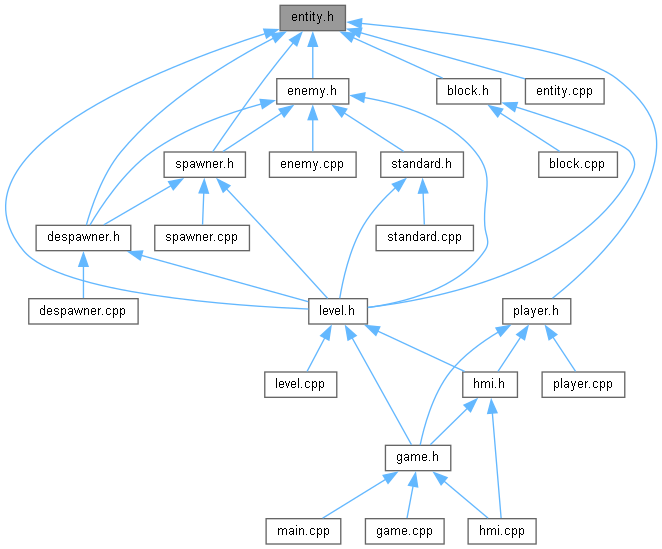 entity.h
enemy.h
block.h
entity.cpp
spawner.h
enemy.cpp
standard.h
block.cpp
despawner.h
spawner.cpp
standard.cpp
despawner.cpp
level.h
player.h
level.cpp
hmi.h
player.cpp
game.h
main.cpp
game.cpp
hmi.cpp